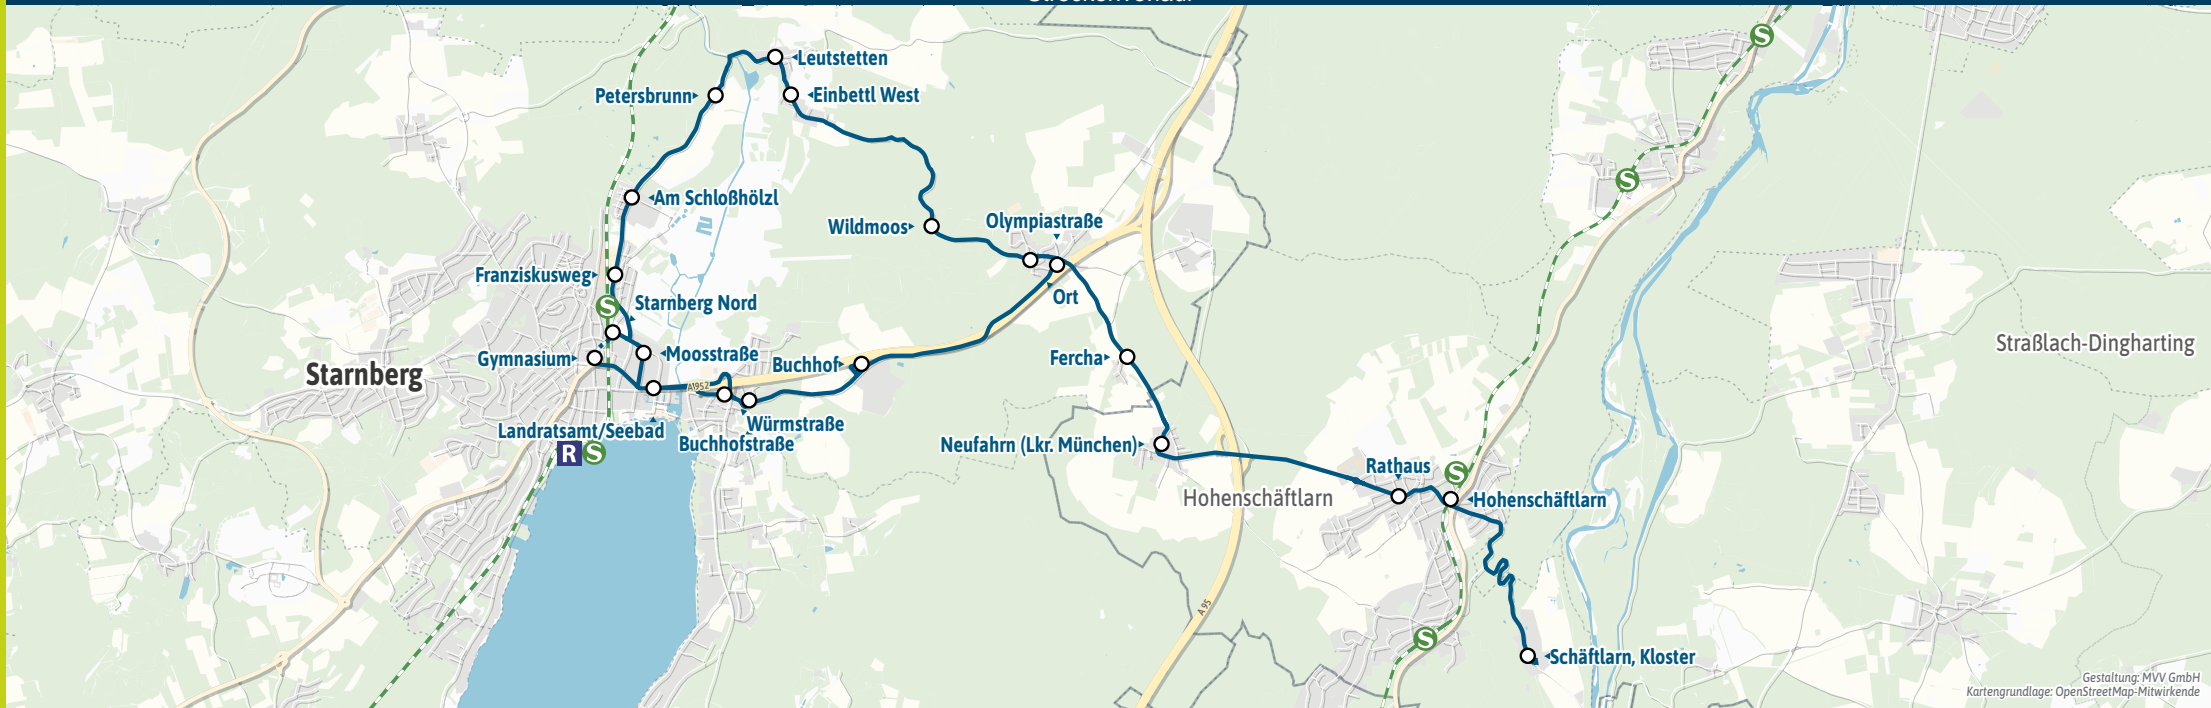 Streckenverlauf
Leutstetten
Petersbrunn
Einbettl West
Am Schloßhölzl
Wildmoos
Olympiastraße
Franziskusweg
S
Starnberg Nord
Ort
Gymnasium
Moosstraße
Buchhof
Fercha
Starnberg
A952
Landratsamt/Seebad
Würmstraße
Buchhofstraße
R S
Neufahrn (Lkr. München)
Hohenschäftlarn
Rathaus
S
Hohenschäftlarn
A 95
S
Schäftlarn, Kloster
S
S
Straßlach-Dingharting
Gestaltung: MVV GmbH
Kartengrundlage: OpenStreetMap-Mitwirkende